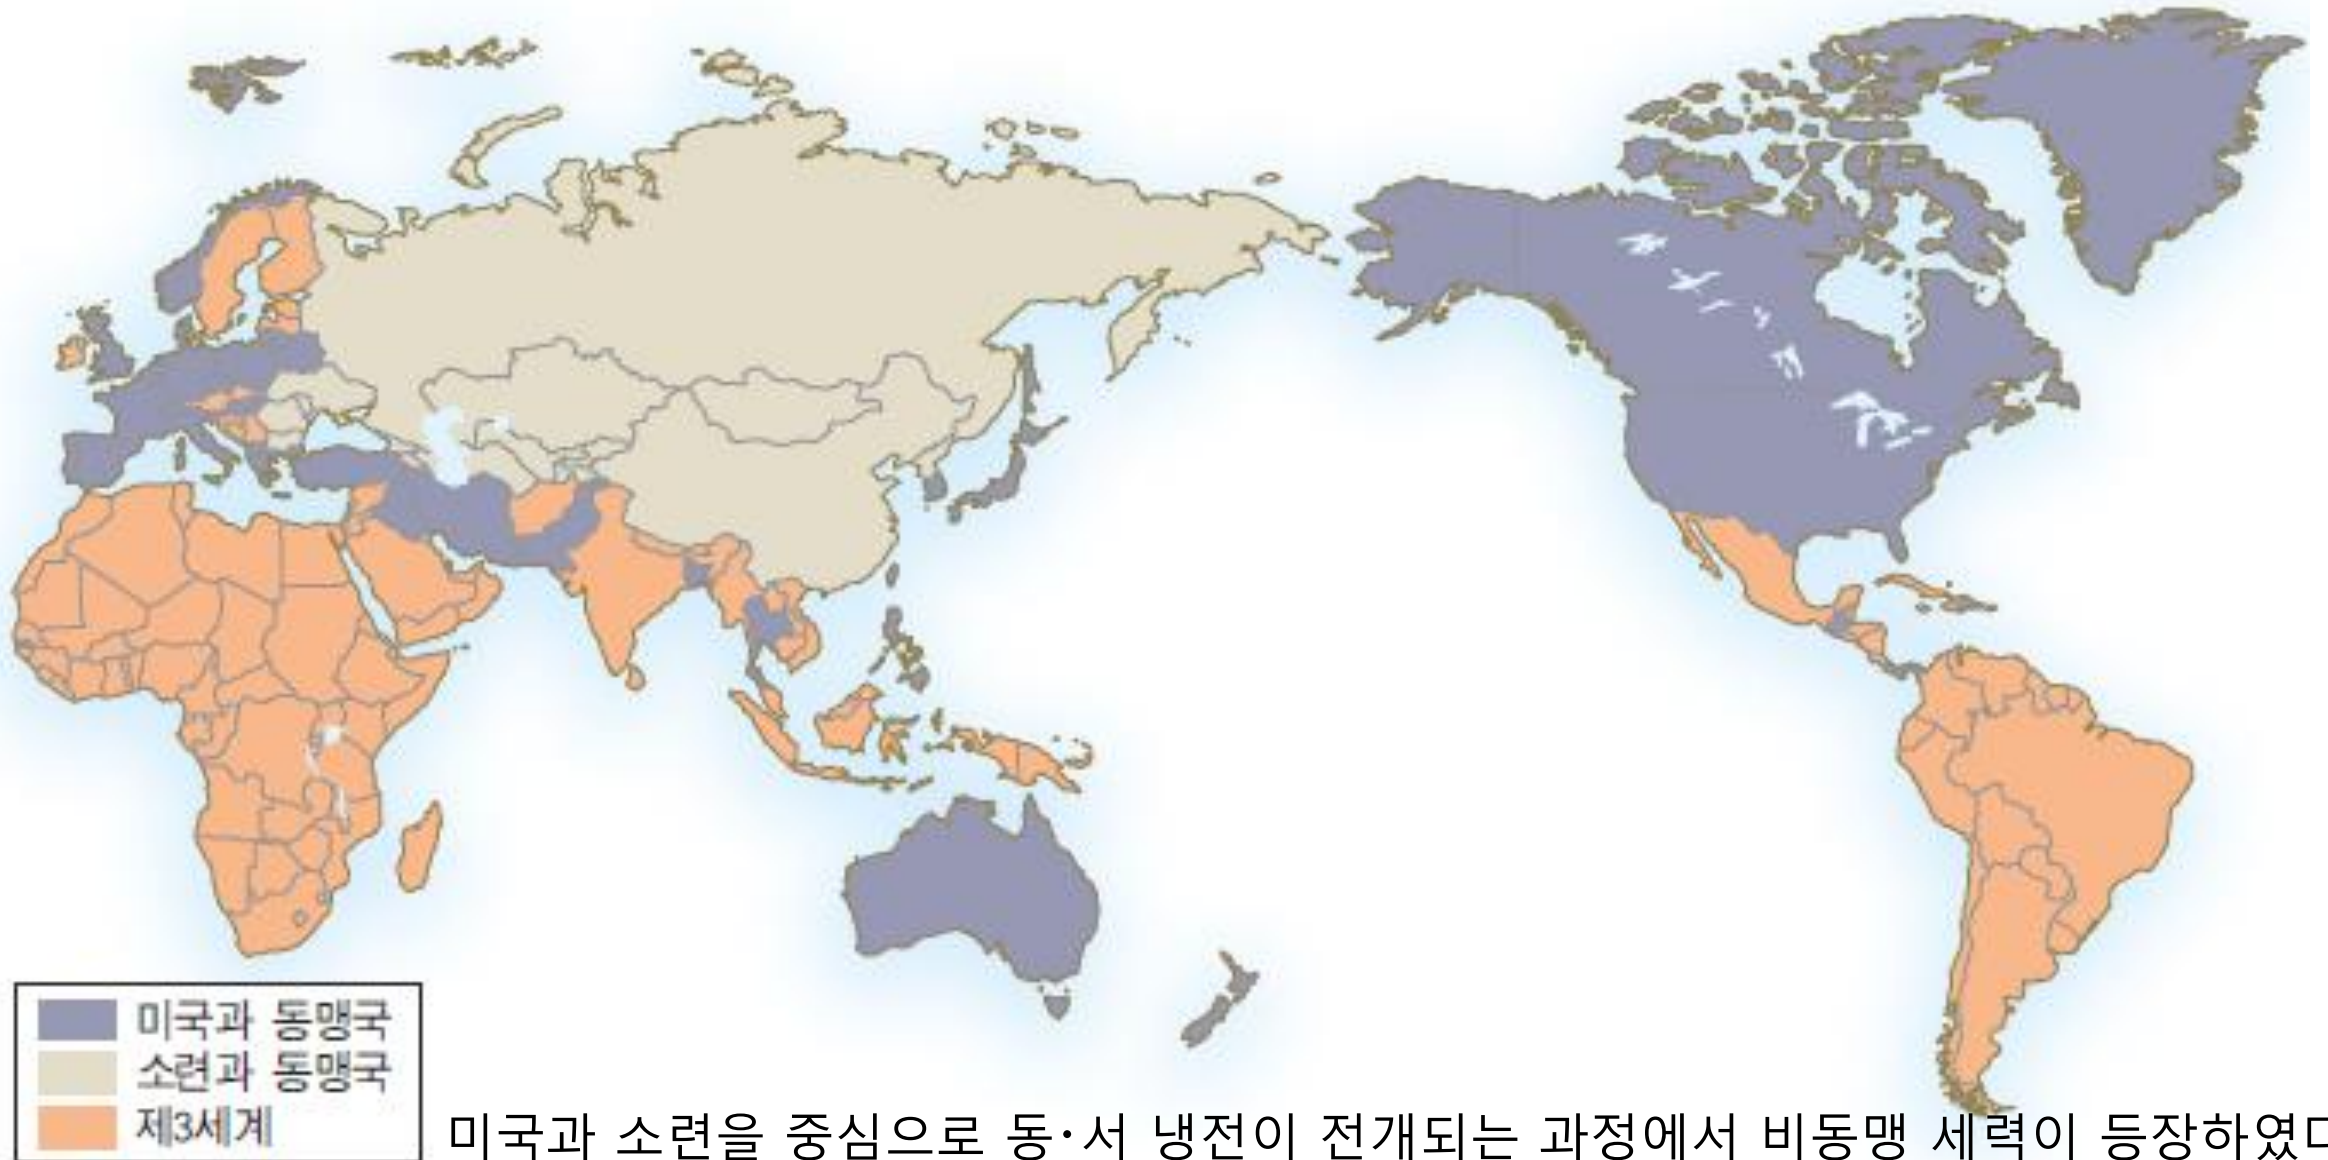 미국과 동맹국
소련과 동맹국
제3세계
미국과 소련을 중심으로 동·서 냉전이 전개되는 과정에서 비동맹 세력이 등장하였다